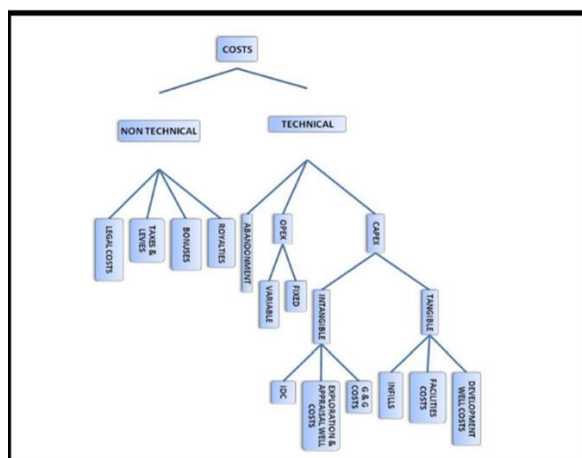 COSTS
NON TECHNICAL
TECHNICAL
LEGAL COSTS
TAXES &
LEVIES
BONUSES
ROYALTIES
ABANDONMENT
OPEX
CAPEX
VARIABLE
FIXED
INTANGIBLE
TANGIBLE
IDC
EXPLORATION &
APPRAISAL WELL
COSTS
G & G
COSTS
INFILLS
FACILITIES
COSTS
DEVELOPMENT
WELL COSTS